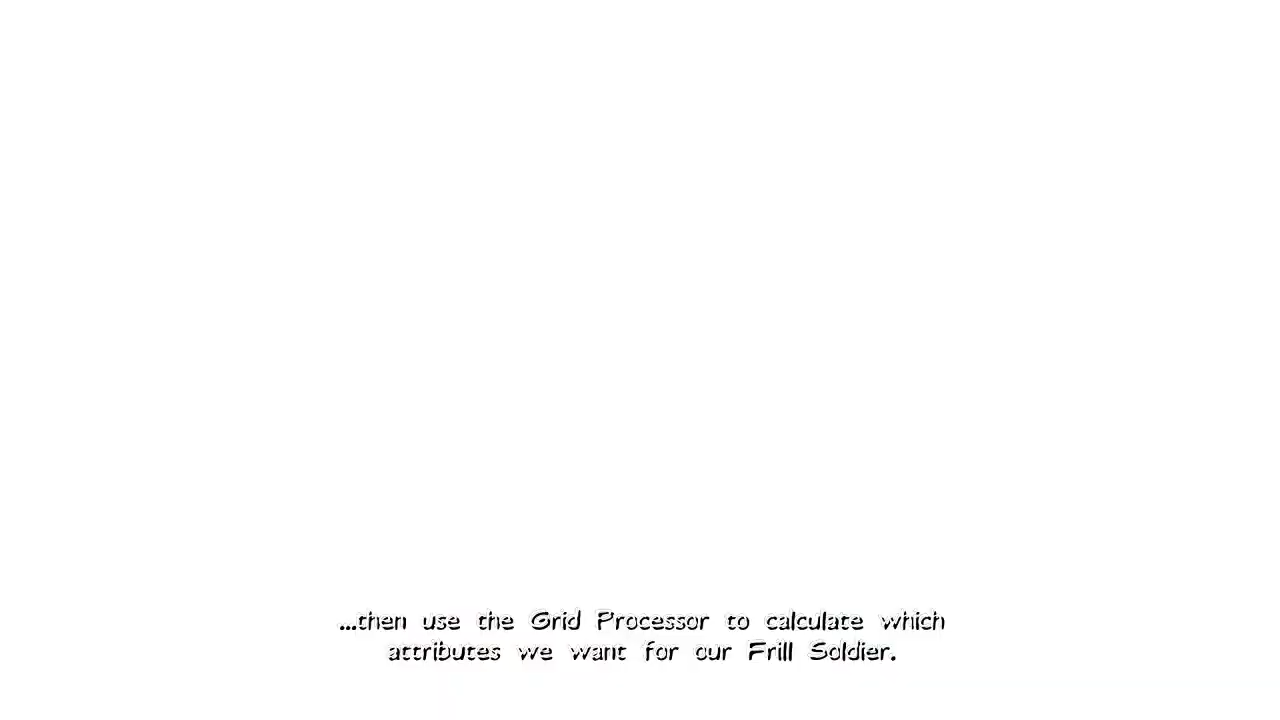 ...then use the Grid Processor to calculate which
attributes we want for our Frill Soldier.